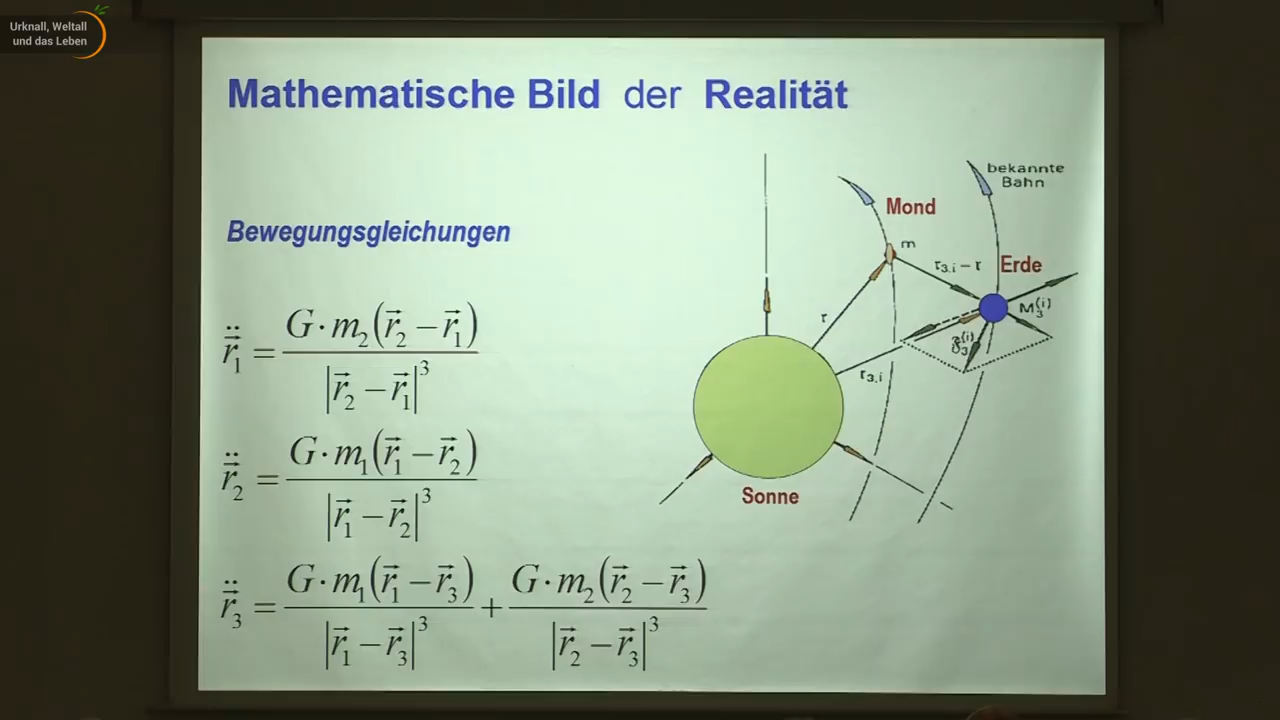 Urknall, Weltall
und das Leben
Mathematische Bild der Realität
bekannte
Bahn
Mond
Bewegungsgleichungen
m
r₃,ᵢ − r
Erde
M₃⁽ⁱ⁾
r
r₃,ᵢ
Sonne
r̈⃗₁ = G·m₂(r⃗₂ − r⃗₁) / |r⃗₂ − r⃗₁|³
r̈⃗₂ = G·m₁(r⃗₁ − r⃗₂) / |r⃗₁ − r⃗₂|³
r̈⃗₃ = G·m₁(r⃗₁ − r⃗₃) / |r⃗₁ − r⃗₃|³ + G·m₂(r⃗₂ − r⃗₃) / |r⃗₂ − r⃗₃|³